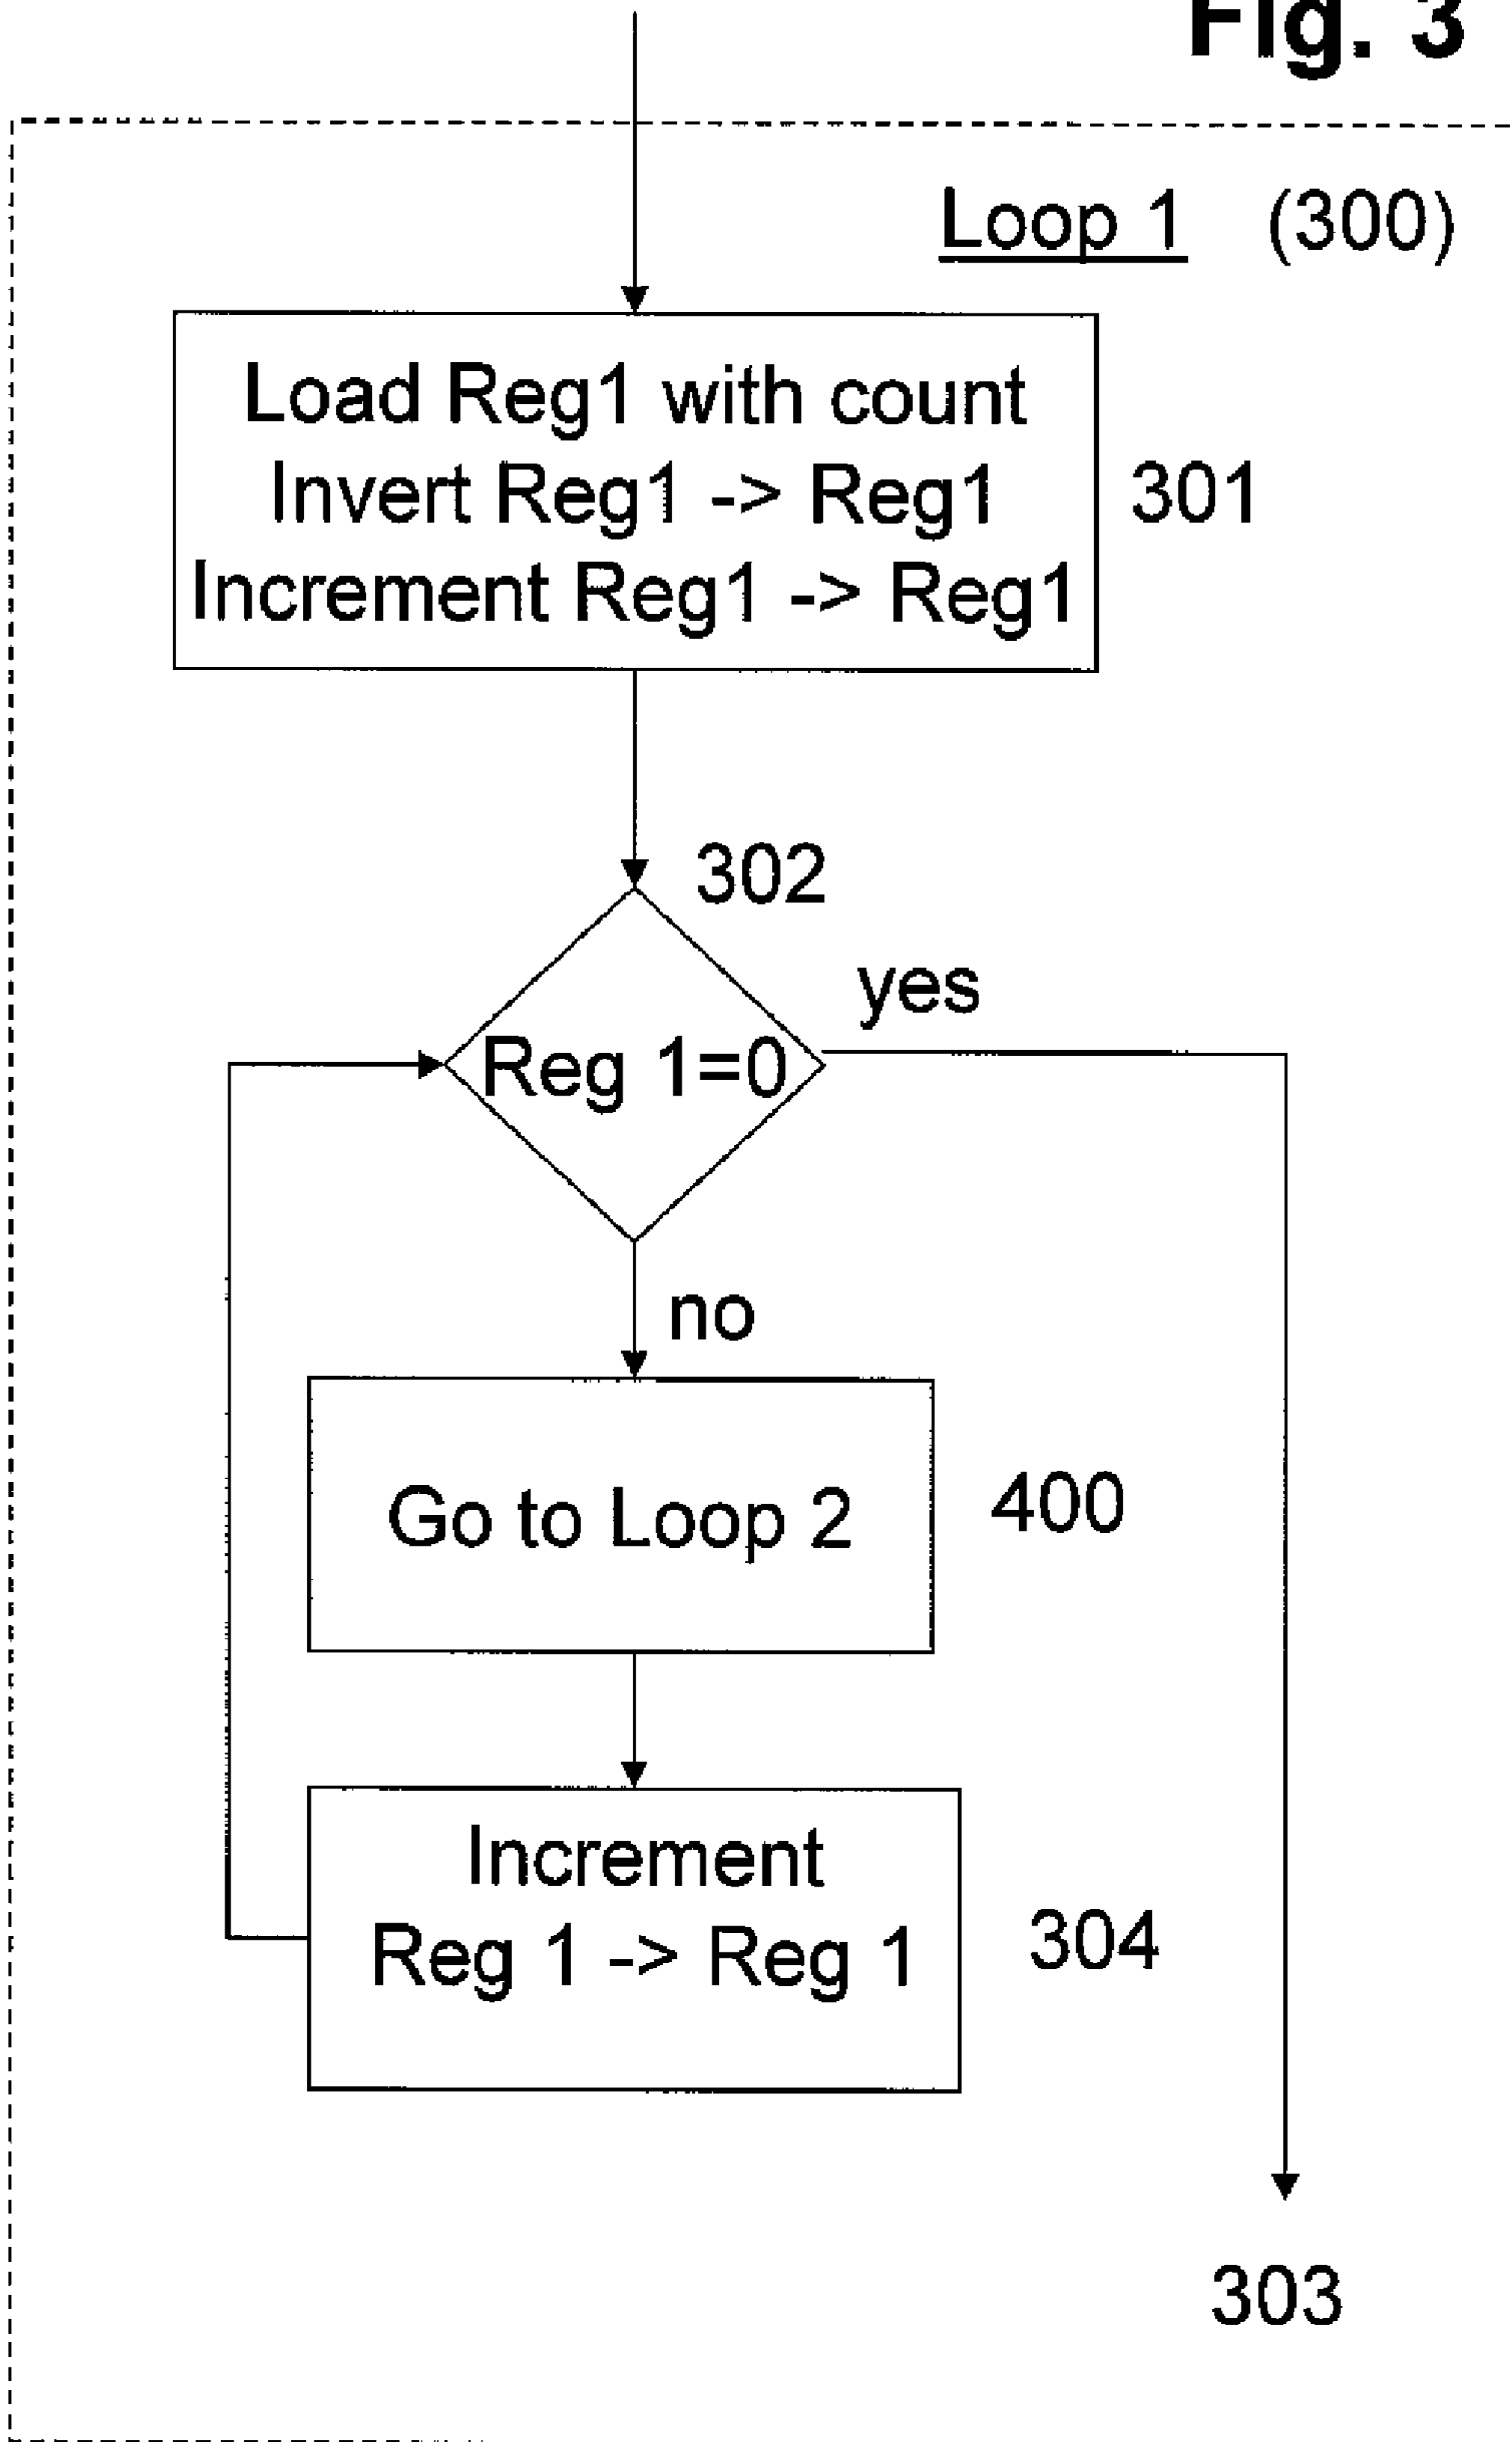 Fig. 3
Loop 1 (300)
Load Reg1 with count
Invert Reg1 -> Reg1
Increment Reg1 -> Reg1
301
302
yes
Reg 1=0
no
Go to Loop 2
400
Increment
Reg 1 -> Reg 1
304
303